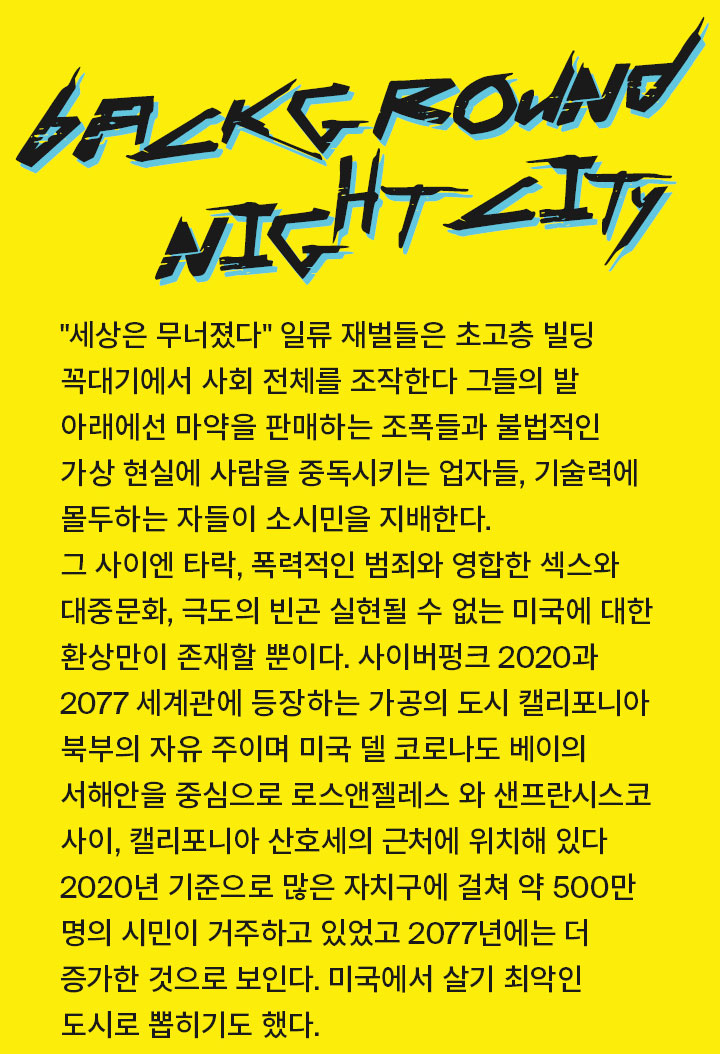 BACKGROUND
NIGHT CITY
"세상은 무너졌다" 일류 재벌들은 초고층 빌딩
꼭대기에서 사회 전체를 조작한다 그들의 발
아래에선 마약을 판매하는 조폭들과 불법적인
가상 현실에 사람을 중독시키는 업자들, 기술력에
몰두하는 자들이 소시민을 지배한다.
그 사이엔 타락, 폭력적인 범죄와 영합한 섹스와
대중문화, 극도의 빈곤 실현될 수 없는 미국에 대한
환상만이 존재할 뿐이다. 사이버펑크 2020과
2077 세계관에 등장하는 가공의 도시 캘리포니아
북부의 자유 주이며 미국 델 코로나도 베이의
서해안을 중심으로 로스앤젤레스 와 샌프란시스코
사이, 캘리포니아 산호세의 근처에 위치해 있다
2020년 기준으로 많은 자치구에 걸쳐 약 500만
명의 시민이 거주하고 있었고 2077년에는 더
증가한 것으로 보인다. 미국에서 살기 최악인
도시로 뽑히기도 했다.